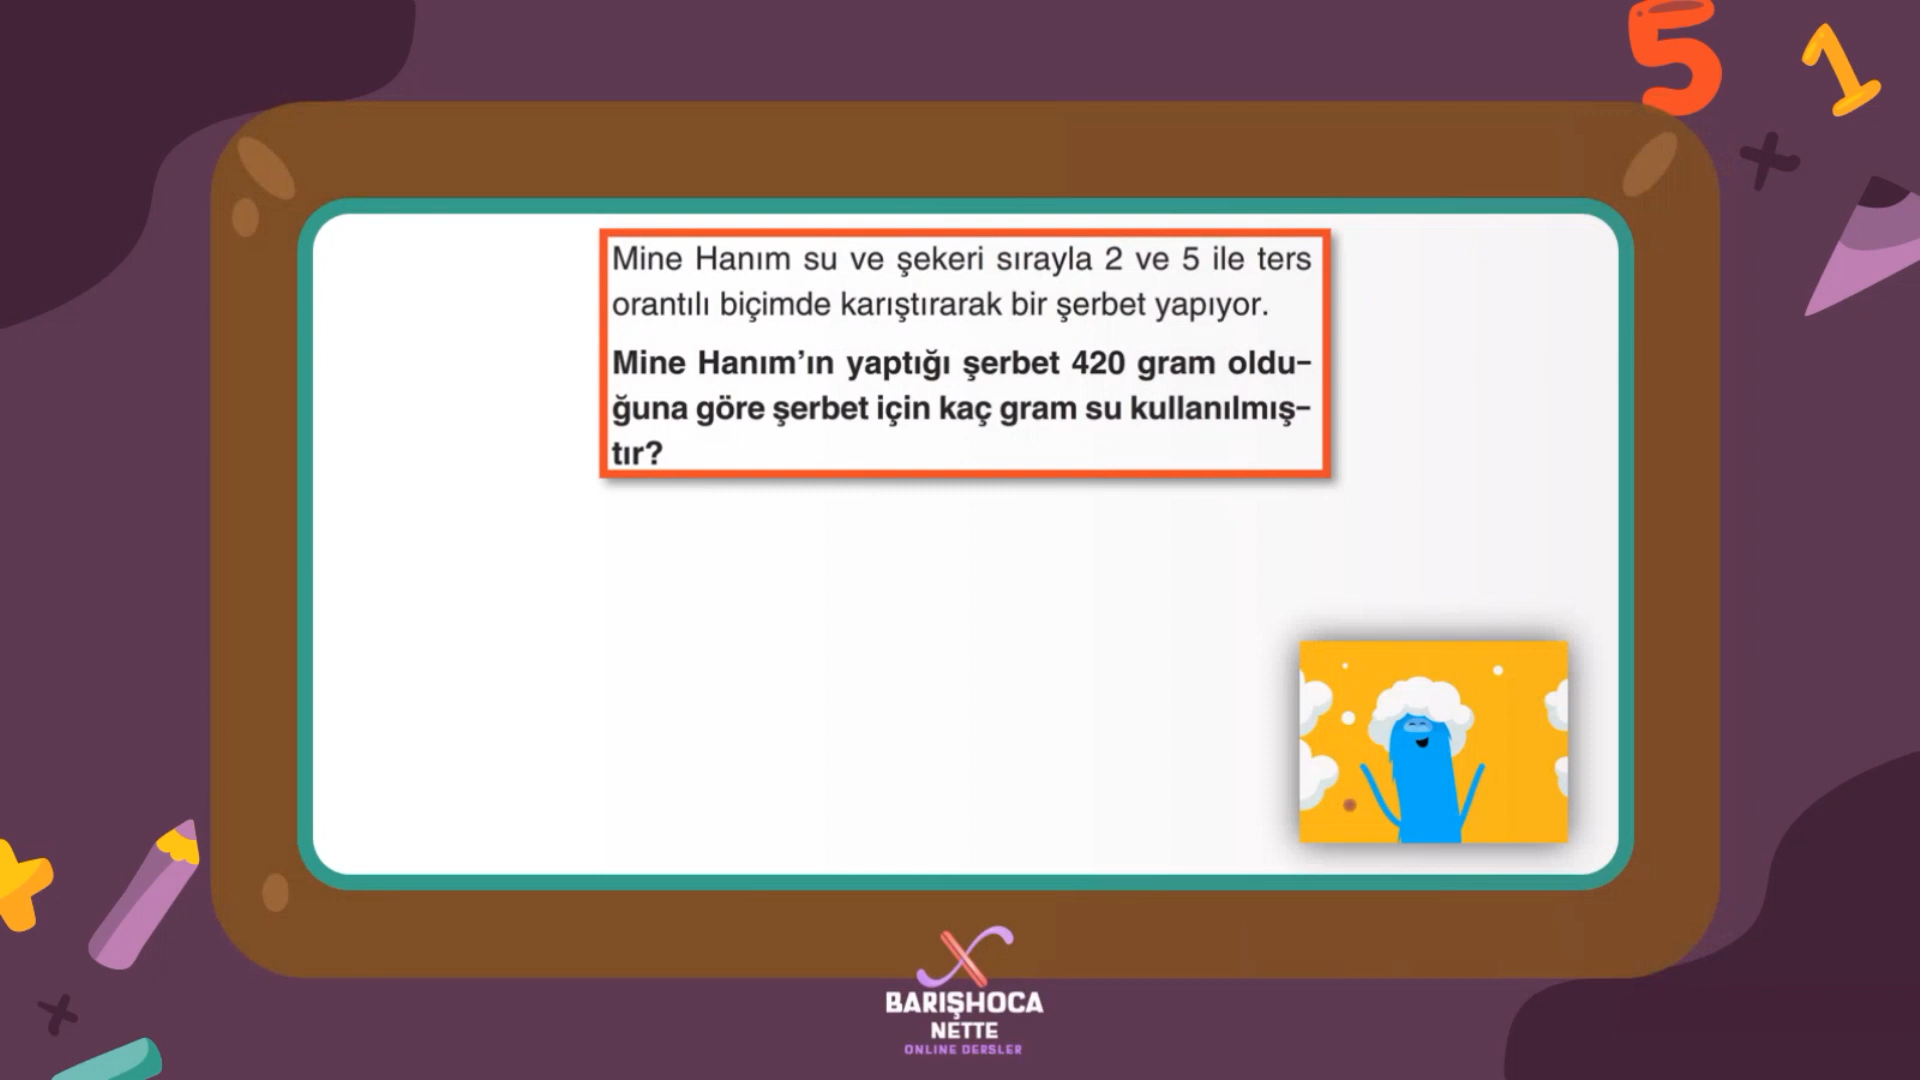 5
1
Mine Hanım su ve şekeri sırayla 2 ve 5 ile ters
orantılı biçimde karıştırarak bir şerbet yapıyor.
Mine Hanım’ın yaptığı şerbet 420 gram oldu–
ğuna göre şerbet için kaç gram su kullanılmış–
tır?
BARIŞHOCA
NETTE
ONLINE DERSLER